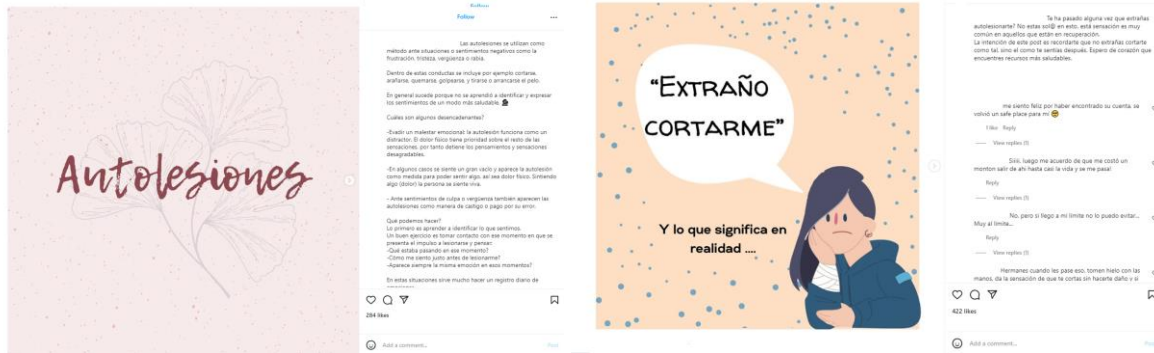 Autolesiones
Follow
Las autolesiones se utilizan como
método ante situaciones o sentimientos negativos como la
frustración, tristeza, vergüenza o rabia.
Dentro de estas conductas se incluye por ejemplo cortarse,
arañarse, quemarse, golpearse, y tirarse o arrancarse el pelo.
En general sucede porque no se aprendió a identificar y expresar
los sentimientos de un modo más saludable.
Cuáles son algunos desencadenantes?
-Evadir un malestar emocional: la autolesión funciona como un
distractor. El dolor físico tiene prioridad sobre el resto de las
sensaciones, por tanto detiene los pensamientos y sensaciones
desagradables.
-En algunos casos se siente un gran vacío y aparece la autolesión
como medida para poder sentir algo, así sea dolor físico. Sintiendo
algo (dolor) la persona se siente viva.
- Ante sentimientos de culpa o vergüenza también aparecen las
autolesiones como manera de castigo o pago por su error.
Qué podemos hacer?
Lo primero es aprender a identificar lo que sentimos.
Un buen ejercicio es tomar contacto con ese momento en que se
presenta el impulso a lesionarse y pensar:
-Qué estaba pasando en ese momento?
-Cómo me siento justo antes de lesionarme?
-Aparece siempre la misma emoción en esos momentos?
En estas situaciones sirve mucho hacer un registro diario de
284 likes
Add a comment...
Post
“EXTRAÑO
CORTARME”
Y lo que significa en
realidad ....
Te ha pasado alguna vez que extrañas
autolesionarte? No estas sol@ en esto, está sensación es muy
común en aquellos que están en recuperación.
La intención de este post es recordarte que no extrañas cortarte
como tal, sino el como te sentías después. Espero de corazón que
encuentres recursos más saludables.
me siento feliz por haber encontrado su cuenta, se
volvió un safe place para mi
1 like Reply
View replies (1)
Siiii, luego me acuerdo de que me costó un
monton salir de ahi hasta casi la vida y se me pasa!
Reply
View replies (1)
No, pero si llego a mi límite no lo puedo evitar...
Muy al límite...
Reply
View replies (1)
Hermanes cuando les pase eso, tomen hielo con las
manos, da la sensación de que te cortas sin hacerte daño y si
422 likes
Add a comment...
Post